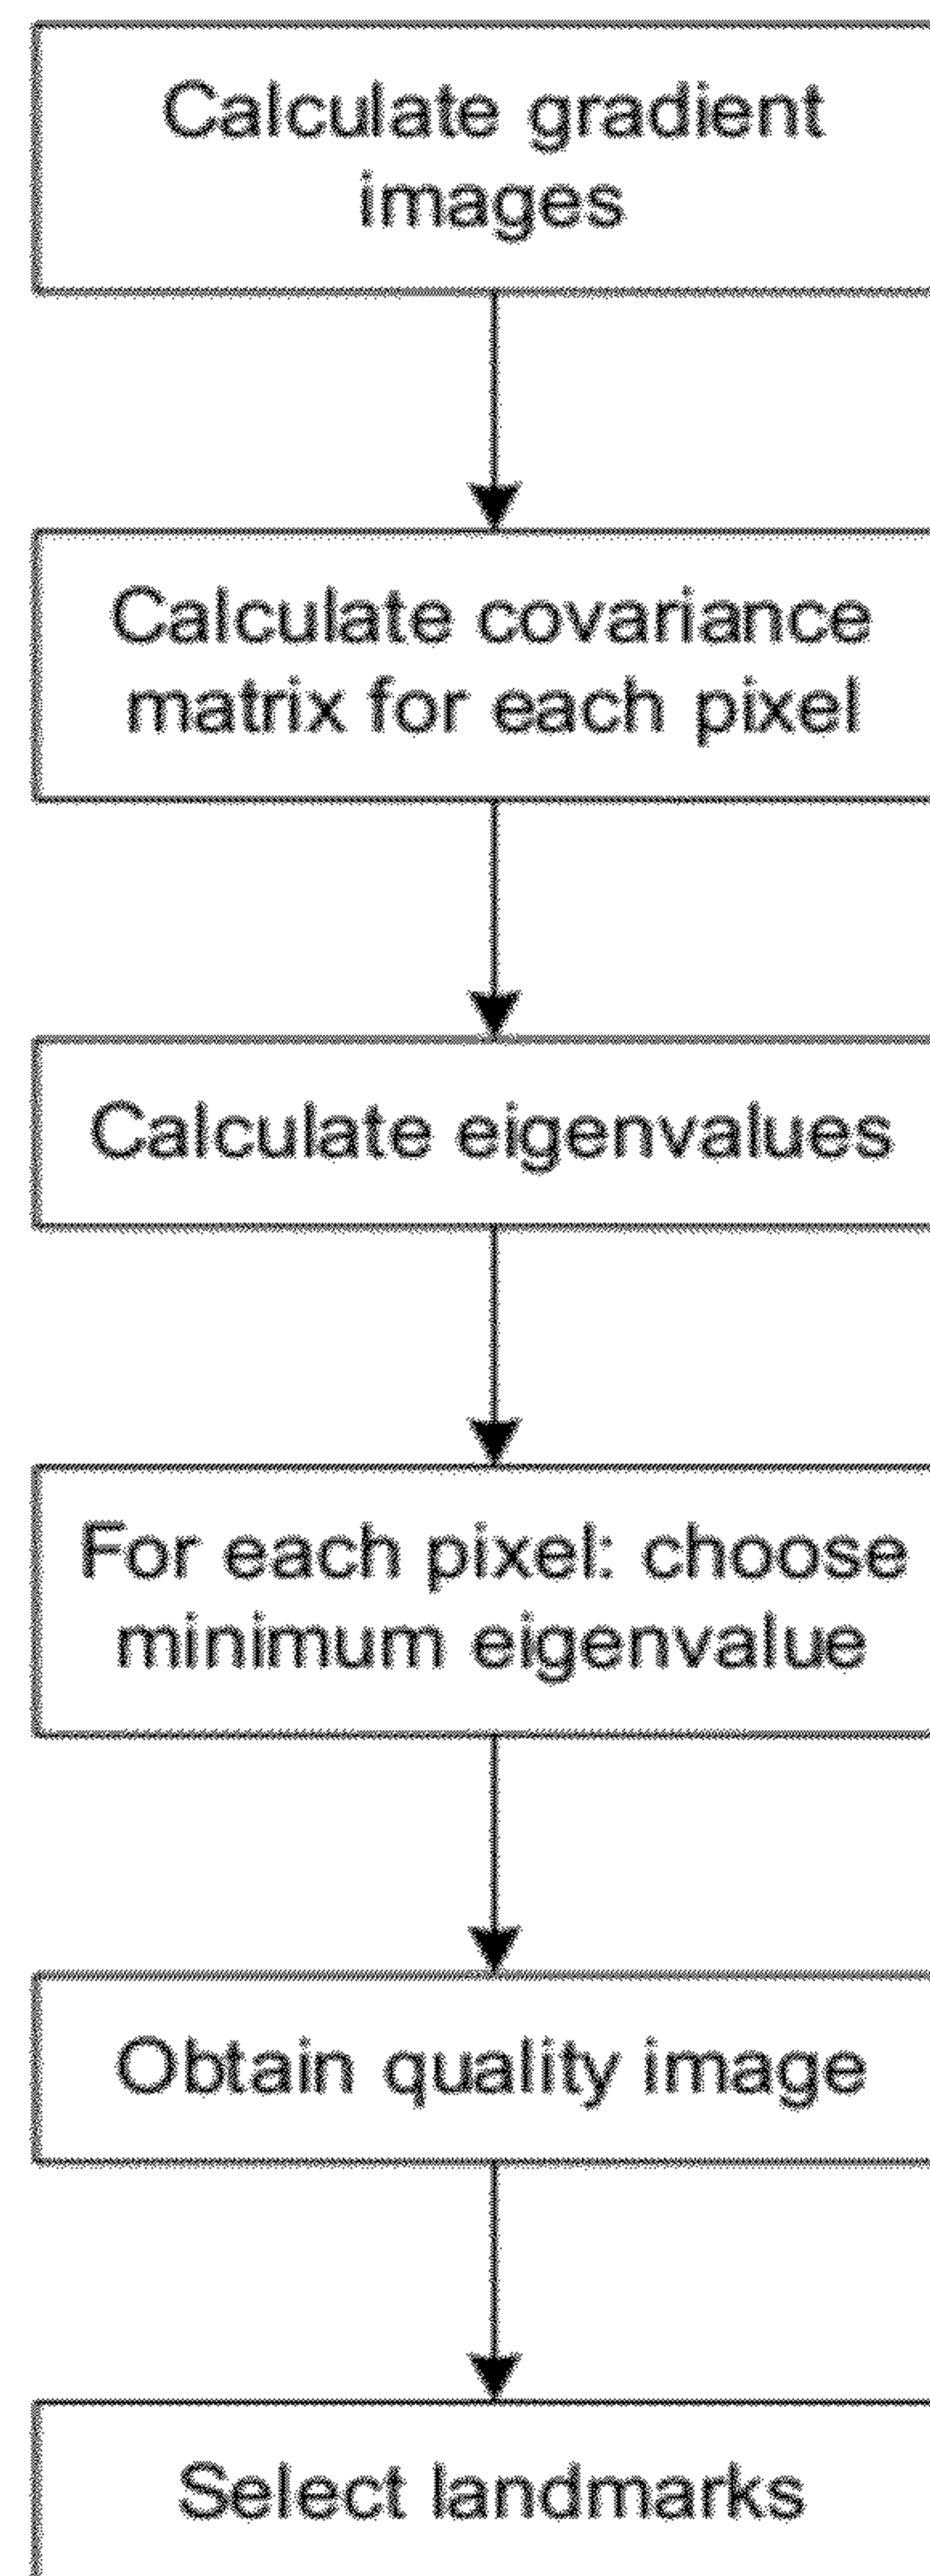 Calculate gradient
images
Calculate covariance
matrix for each pixel
Calculate eigenvalues
For each pixel: choose
minimum eigenvalue
Obtain quality image
Select landmarks